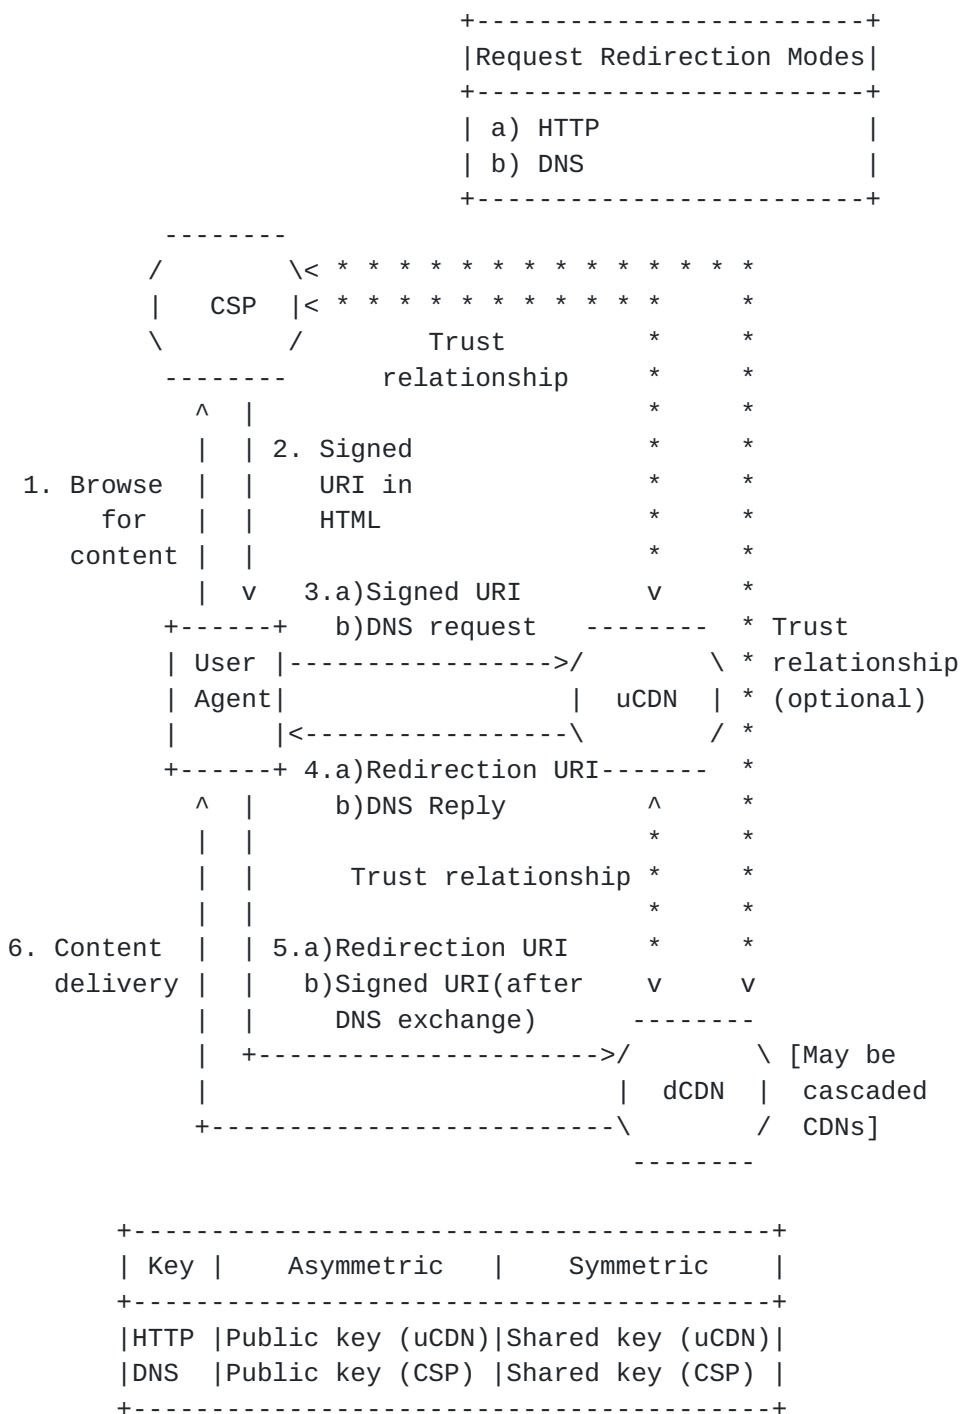 Request Redirection Modes
a) HTTP
b) DNS
CSP
Trust
relationship
2. Signed
URI in
HTML
1. Browse
for
content
3.a)Signed URI
b)DNS request
Trust
relationship
(optional)
User
Agent
uCDN
4.a)Redirection URI
b)DNS Reply
Trust relationship
6. Content
delivery
5.a)Redirection URI
b)Signed URI(after
DNS exchange)
dCDN
[May be
cascaded
CDNs]
Key | Asymmetric | Symmetric
HTTP |Public key (uCDN)|Shared key (uCDN)
DNS |Public key (CSP) |Shared key (CSP)